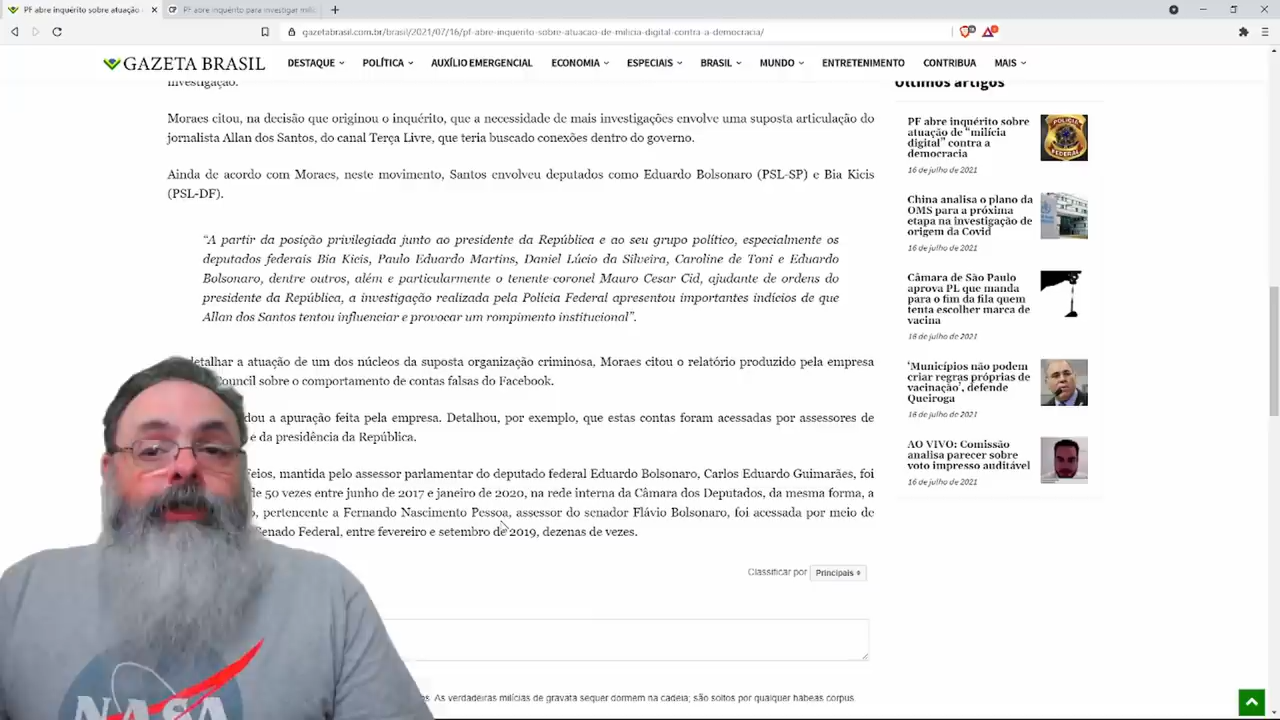 PF abre inquérito sobre atuação
PF abre inquérito para investigar milíc
gazetabrasil.com.br/brasil/2021/07/16/pf-abre-inquerito-sobre-atuacao-de-milicia-digital-contra-a-democracia/
GAZETA BRASIL
DESTAQUE
POLÍTICA
AUXÍLIO EMERGENCIAL
ECONOMIA
ESPECIAIS
BRASIL
MUNDO
ENTRETENIMENTO
CONTRIBUA
MAIS
investigação.
Moraes citou, na decisão que originou o inquérito, que a necessidade de mais investigações envolve uma suposta articulação do
jornalista Allan dos Santos, do canal Terça Livre, que teria buscado conexões dentro do governo.
Ainda de acordo com Moraes, neste movimento, Santos envolveu deputados como Eduardo Bolsonaro (PSL-SP) e Bia Kicis
(PSL-DF).
“A partir da posição privilegiada junto ao presidente da República e ao seu grupo político, especialmente os
deputados federais Bia Kicis, Paulo Eduardo Martins, Daniel Lúcio da Silveira, Caroline de Toni e Eduardo
Bolsonaro, dentre outros, além e particularmente o tenente-coronel Mauro Cesar Cid, ajudante de ordens do
presidente da República, a investigação realizada pela Polícia Federal apresentou importantes indícios de que
Allan dos Santos tentou influenciar e provocar um rompimento institucional”.
detalhar a atuação de um dos núcleos da suposta organização criminosa, Moraes citou o relatório produzido pela empresa
Council sobre o comportamento de contas falsas do Facebook.
dou a apuração feita pela empresa. Detalhou, por exemplo, que estas contas foram acessadas por assessores de
e da presidência da República.
feios, mantida pelo assessor parlamentar do deputado federal Eduardo Bolsonaro, Carlos Eduardo Guimarães, foi
de 50 vezes entre junho de 2017 e janeiro de 2020, na rede interna da Câmara dos Deputados, da mesma forma, a
o, pertencente a Fernando Nascimento Pessoa, assessor do senador Flávio Bolsonaro, foi acessada por meio de
Senado Federal, entre fevereiro e setembro de 2019, dezenas de vezes.
Classificar por
Principais
As verdadeiras milícias de gravata sequer dormem na cadeia; são soltos por qualquer habeas corpus
Últimos artigos
PF abre inquérito sobre
atuação de “milícia
digital” contra a
democracia
16 de julho de 2021
China analisa o plano da
OMS para a próxima
etapa na investigação de
origem da Covid
16 de julho de 2021
Câmara de São Paulo
aprova PL que manda
para o fim da fila quem
tenta escolher marca de
vacina
16 de julho de 2021
‘Municípios não podem
criar regras próprias de
vacinação’, defende
Queiroga
16 de julho de 2021
AO VIVO: Comissão
analisa parecer sobre
voto impresso auditável
16 de julho de 2021
NASA